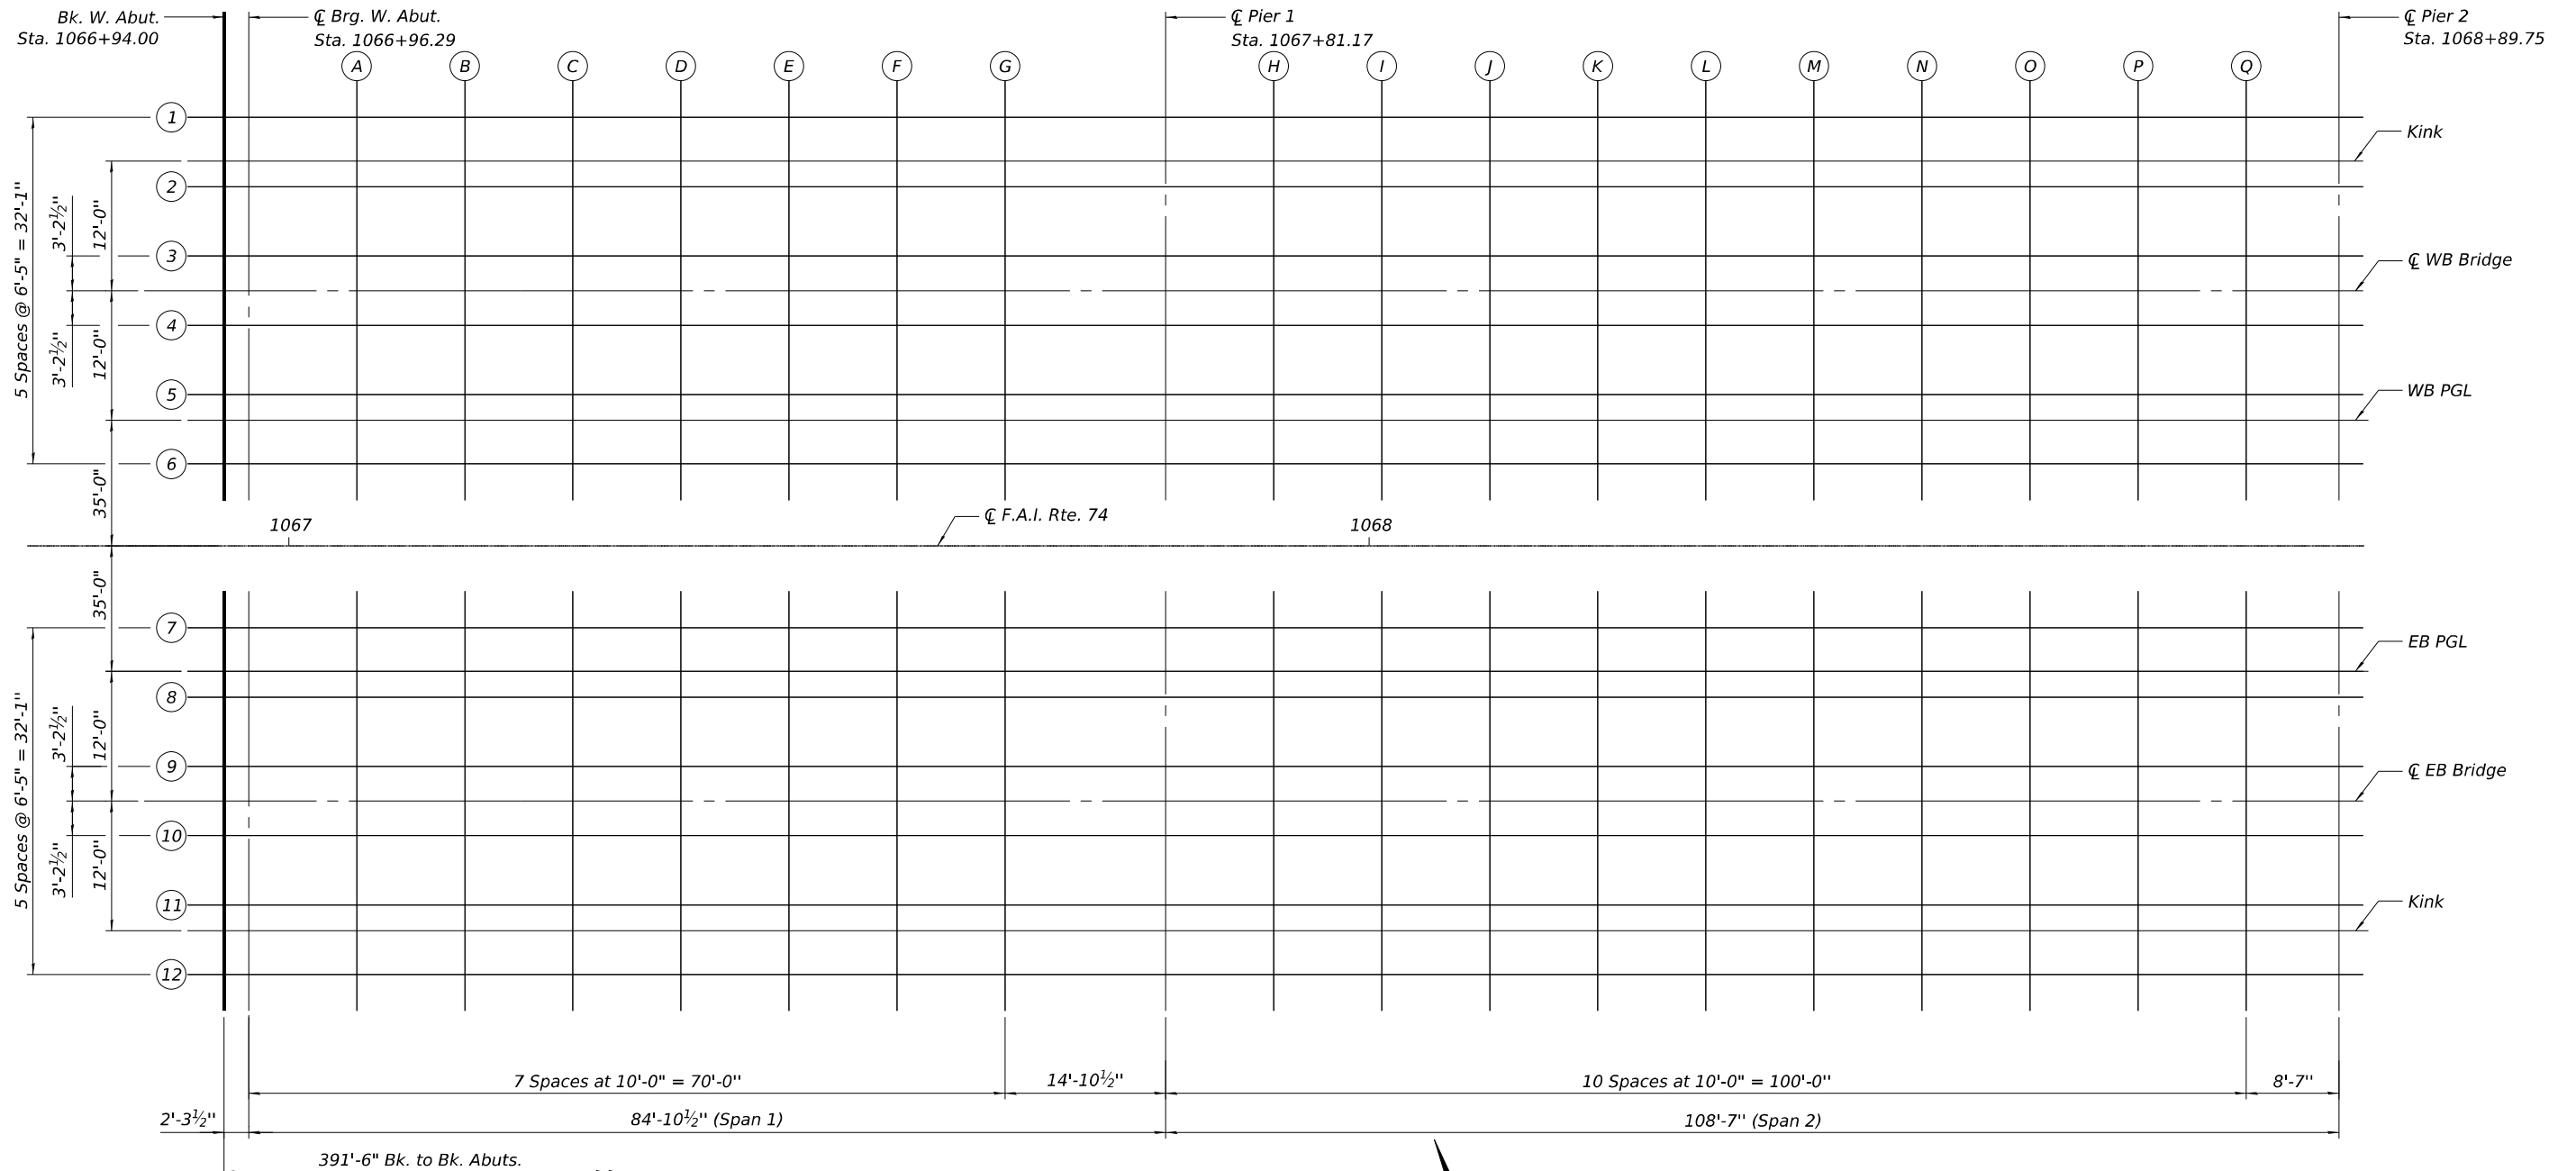 Bk. W. Abut.
Sta. 1066+94.00
℄ Brg. W. Abut.
Sta. 1066+96.29
℄ Pier 1
Sta. 1067+81.17
℄ Pier 2
Sta. 1068+89.75
A B C D E F G H I J K L M N O P Q
1
Kink
2
3
℄ WB Bridge
4
5
WB PGL
6
5 Spaces @ 6'-5" = 32'-1"
3'-2½"
3'-2½"
12'-0"
12'-0"
35'-0"
1067
℄ F.A.I. Rte. 74
1068
35'-0"
7
EB PGL
8
9
℄ EB Bridge
10
11
Kink
12
5 Spaces @ 6'-5" = 32'-1"
3'-2½"
3'-2½"
12'-0"
12'-0"
7 Spaces at 10'-0" = 70'-0"
14'-10½"
10 Spaces at 10'-0" = 100'-0"
8'-7"
2'-3½"
84'-10½" (Span 1)
108'-7" (Span 2)
391'-6" Bk. to Bk. Abuts.